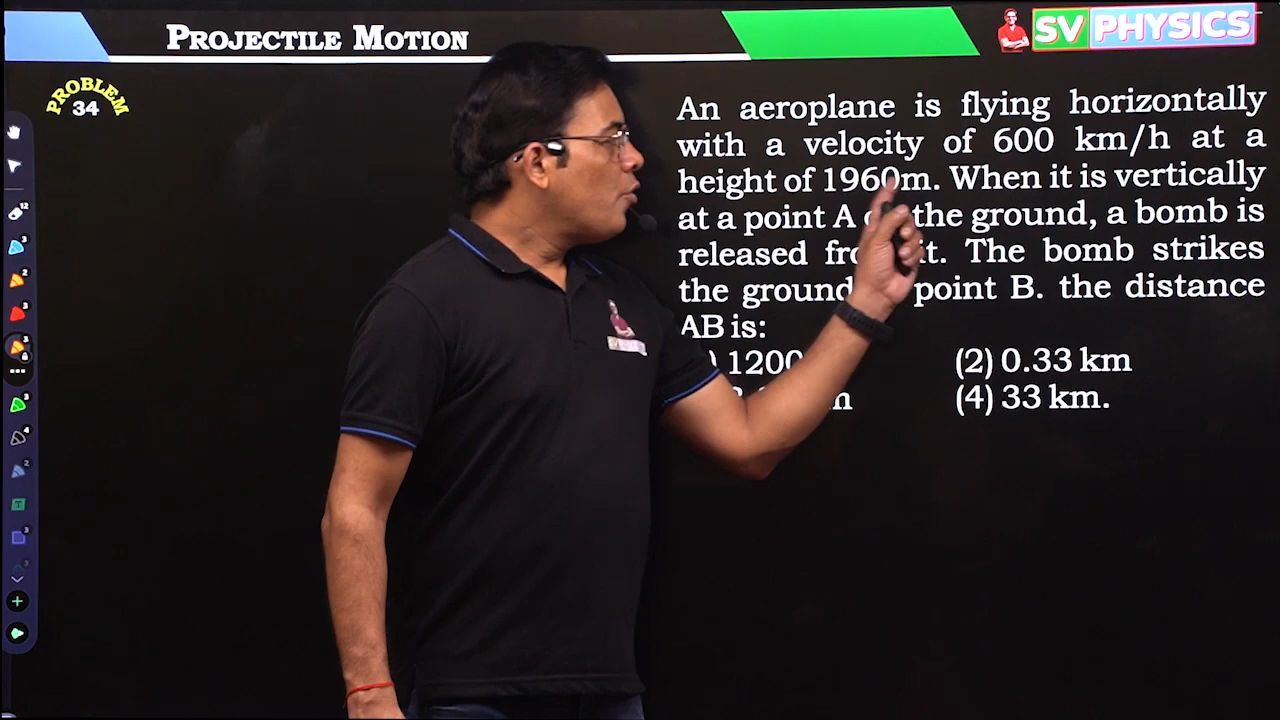 PROJECTILE MOTION
SV PHYSICS
PROBLEM
34
An aeroplane is flying horizontally
with a velocity of 600 km/h at a
height of 1960m. When it is vertically
at a point A the ground, a bomb is
released it. The bomb strikes
the ground point B. the distance
AB is:
1200 (2) 0.33 km
(4) 33 km.